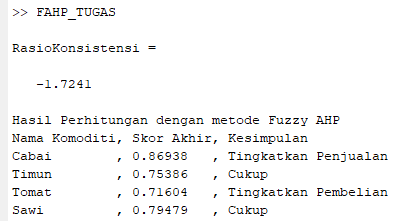 >> FAHP_TUGAS
RasioKonsistensi =
-1.7241
Hasil Perhitungan dengan metode Fuzzy AHP
Nama Komoditi, Skor Akhir, Kesimpulan
Cabai , 0.86938 , Tingkatkan Penjualan
Timun , 0.75386 , Cukup
Tomat , 0.71604 , Tingkatkan Pembelian
Sawi , 0.79479 , Cukup